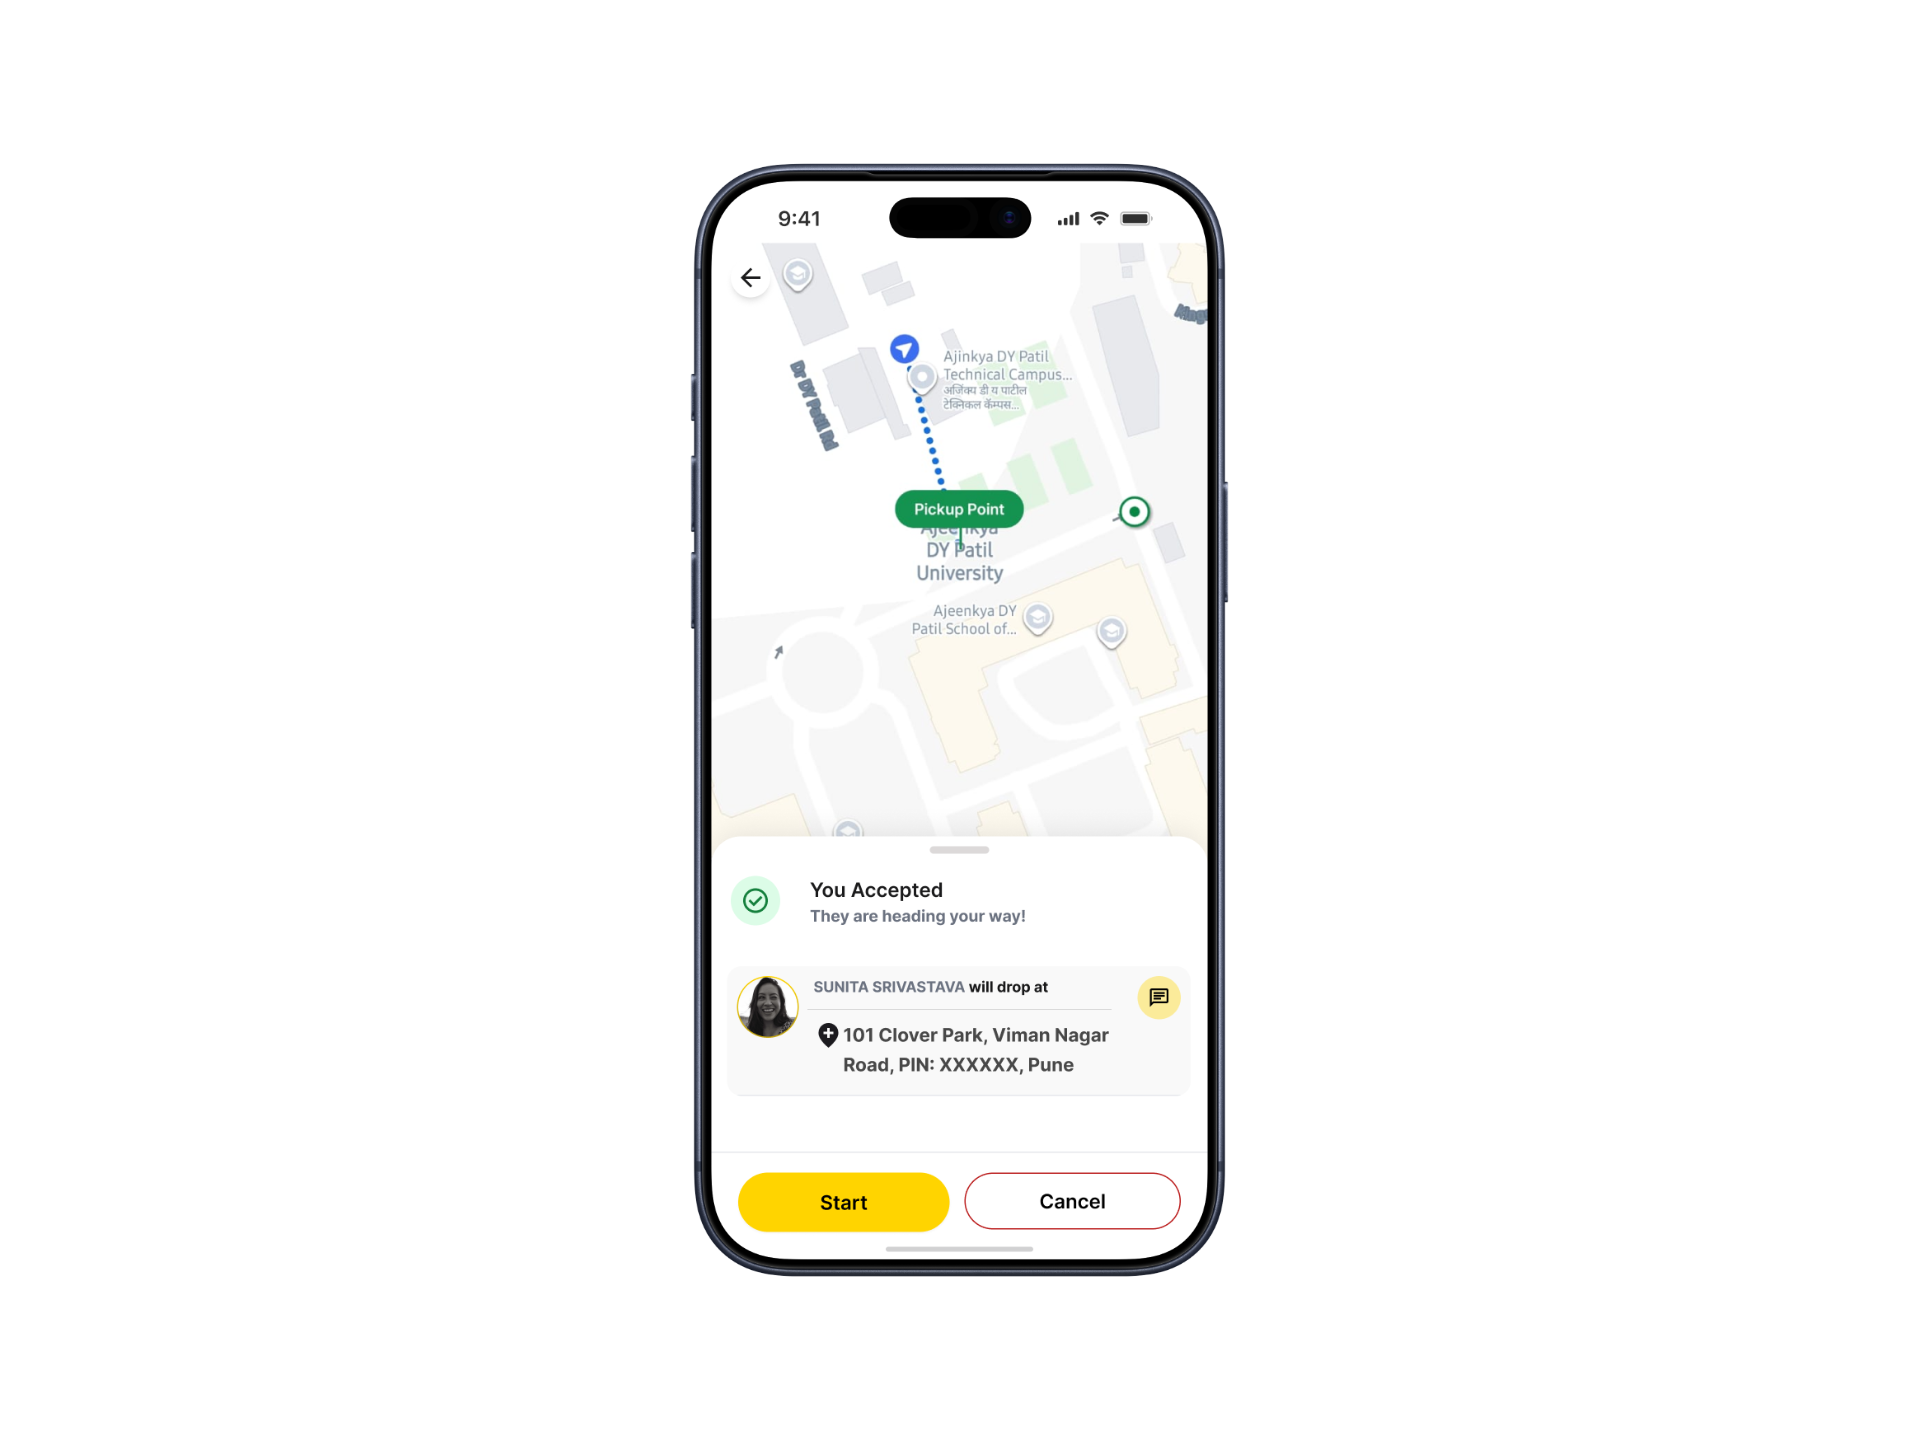 9:41
Ajinkya DY Patil
Technical Campus...
अजिंक्य डी य पाटील
टेक्निकल कॅम्पस...
Dr DY Patil Rd
Pickup Point
Ajeenkya
DY Patil
University
Ajeenkya DY
Patil School of...
You Accepted
They are heading your way!
SUNITA SRIVASTAVA will drop at
101 Clover Park, Viman Nagar
Road, PIN: XXXXXX, Pune
Start
Cancel